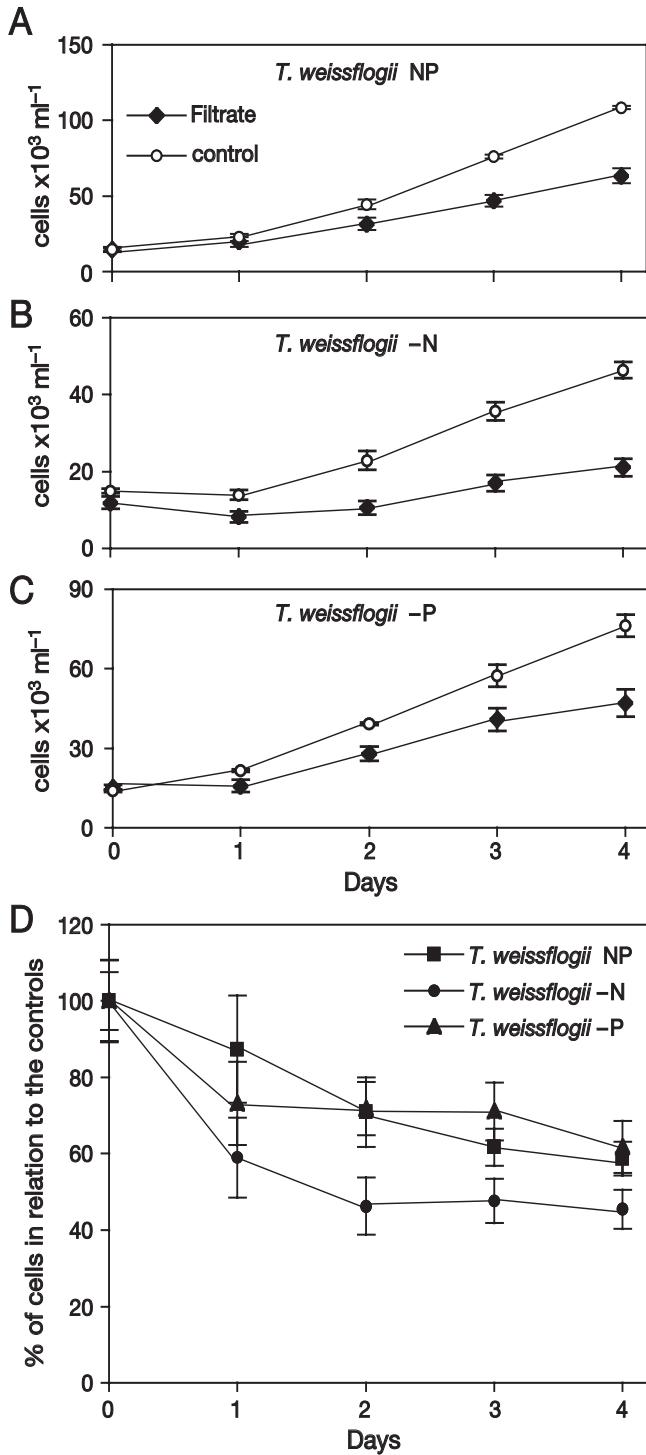 A
150
T. weissflogii NP
Filtrate
control
100
50
0
cells x10³ ml⁻¹
B
60
T. weissflogii –N
40
20
0
cells x10³ ml⁻¹
C
90
T. weissflogii –P
60
30
0
cells x10³ ml⁻¹
0 1 2 3 4
Days
D
120
T. weissflogii NP
T. weissflogii –N
T. weissflogii –P
100
80
60
40
20
0
% of cells in relation to the controls
0 1 2 3 4
Days